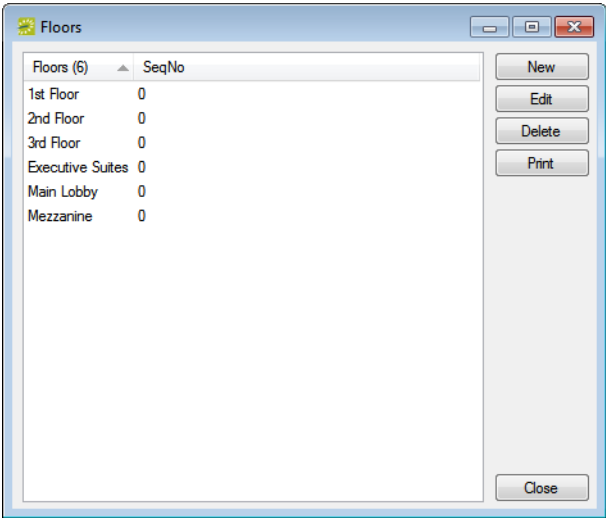 Floors
Floors (6) SeqNo
1st Floor 0
2nd Floor 0
3rd Floor 0
Executive Suites 0
Main Lobby 0
Mezzanine 0
New
Edit
Delete
Print
Close